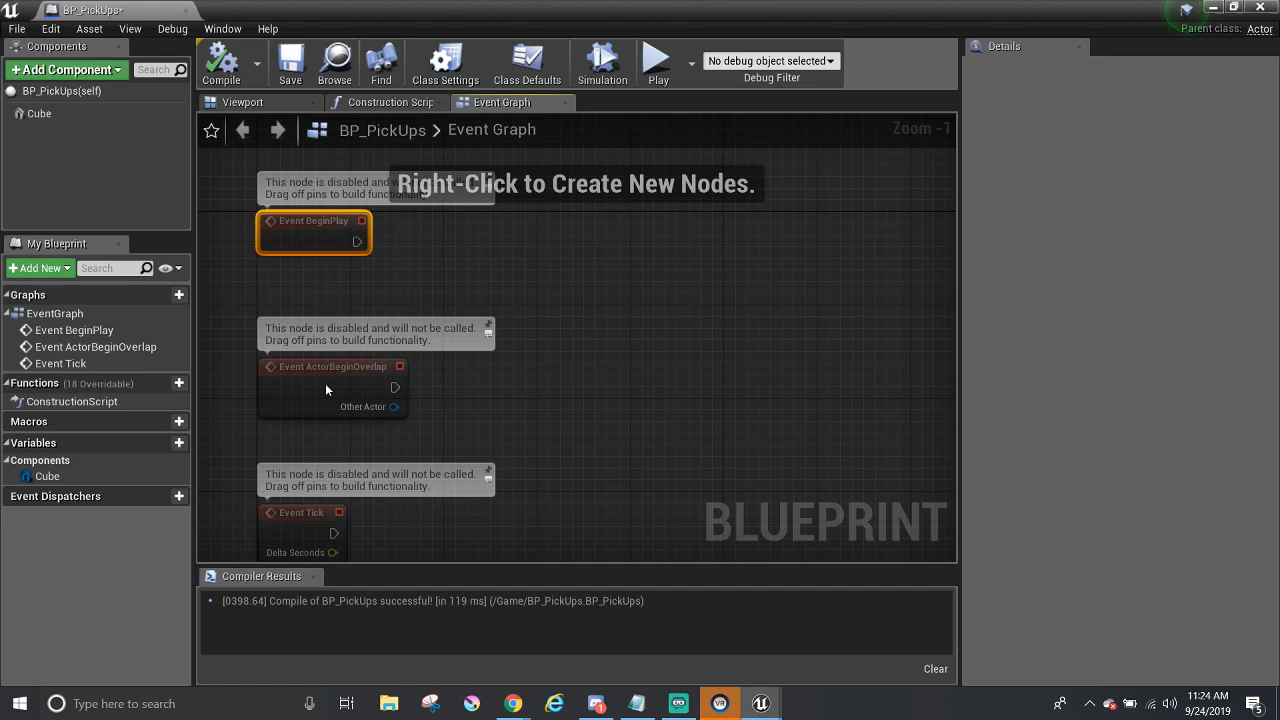 BP_PickUps*
File Edit Asset View Debug Window Help
Parent class: Actor
Components
Add Component
Search
BP_PickUps(self)
Cube
Compile
Save
Browse
Find
Class Settings
Class Defaults
Simulation
Play
No debug object selected
Debug Filter
Details
Viewport
Construction Scrip
Event Graph
BP_PickUps > Event Graph
Zoom -1
Right-Click to Create New Nodes.
This node is disabled and
Drag off pins to build functionality.
Event BeginPlay
This node is disabled and will not be called.
Drag off pins to build functionality.
Event ActorBeginOverlap
Other Actor
This node is disabled and will not be called.
Drag off pins to build functionality.
Event Tick
Delta Seconds
BLUEPRINT
My Blueprint
Add New
Search
Graphs
EventGraph
Event BeginPlay
Event ActorBeginOverlap
Event Tick
Functions (18 Overridable)
ConstructionScript
Macros
Variables
Components
Cube
Event Dispatchers
Compiler Results
[0398.64] Compile of BP_PickUps successful! [in 119 ms] (/Game/BP_PickUps.BP_PickUps)
Clear
Type here to search
VR
11:24 AM
9/24/2019